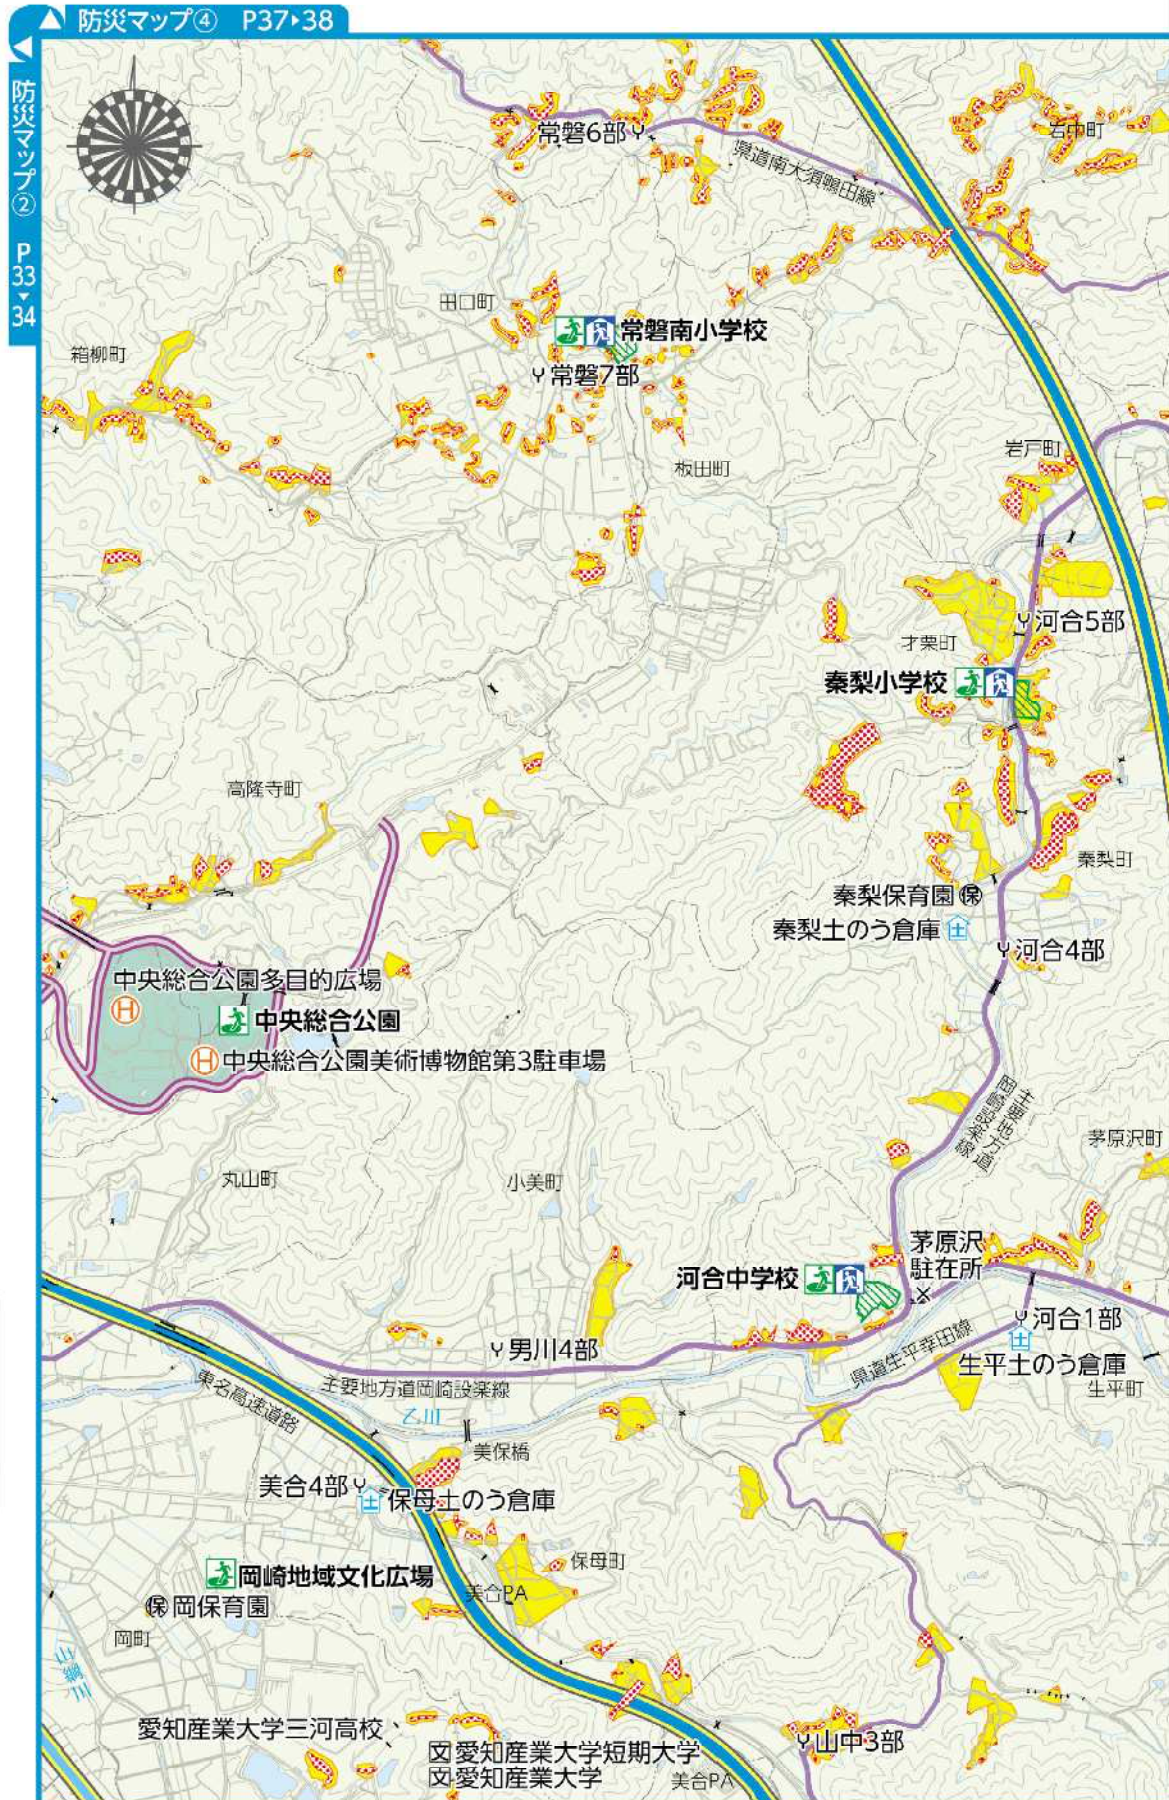 防災マップ④ P37▸38
防災マップ② P33▸34
常磐6部
県道南大須鴨田線
岩中町
田口町
常磐南小学校
箱柳町
常磐7部
板田町
岩戸町
河合5部
才栗町
秦梨小学校
高隆寺町
秦梨町
秦梨保育園 保
秦梨土のう倉庫 土
河合4部
中央総合公園多目的広場
H
中央総合公園
H 中央総合公園美術博物館第3駐車場
主要地方道
岡崎設楽線
茅原沢町
丸山町
小美町
茅原沢
駐在所
河合中学校
河合1部
土
県道生平幸田線
男川4部
生平土のう倉庫
生平町
主要地方道岡崎設楽線
東名高速道路
乙川
美保橋
美合4部
土 保母土のう倉庫
保母町
岡崎地域文化広場
美合PA
保 岡保育園
岡町
山綱川
愛知産業大学三河高校
文 愛知産業大学短期大学
文 愛知産業大学
美合PA
山中3部